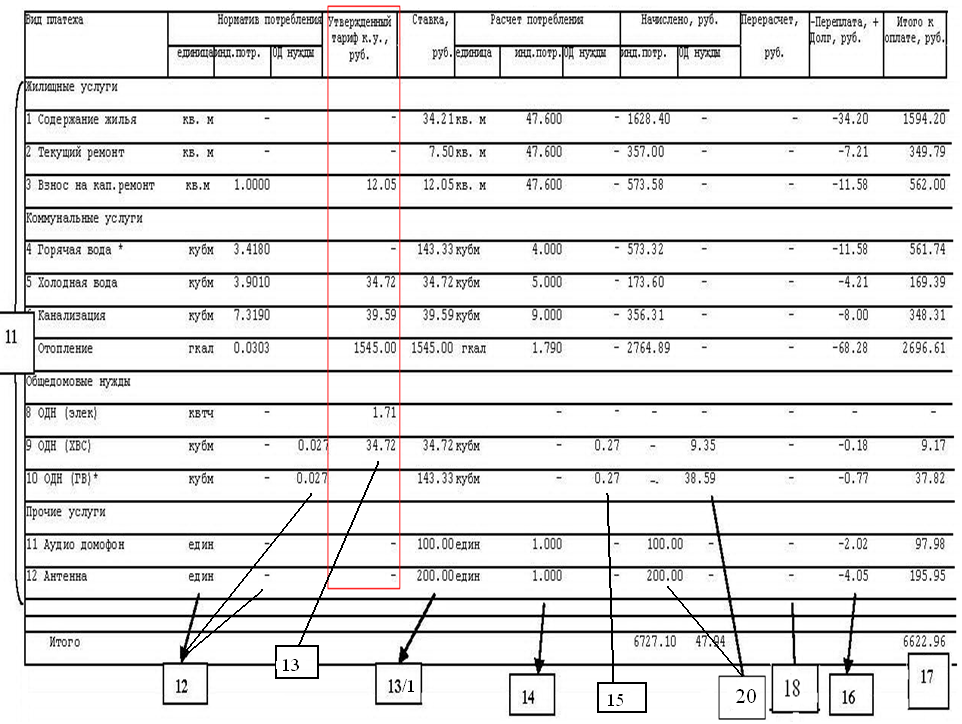 Вид платежа Норматив потребления Утвержденный Ставка, Расчет потребления Начислено, руб. Перерасчет, -Переплата, + Итого к
тариф к.у., Долг, руб. оплате, руб.
единица инд.потр. ОД нужды руб. руб. единица инд.потр. ОД нужды инд.потр. ОД нужды руб.
Жилищные услуги
1 Содержание жилья кв. м - - 34.21 кв. м 47.600 - 1628.40 - - -34.20 1594.20
2 Текущий ремонт кв. м - - 7.50 кв. м 47.600 - 357.00 - - -7.21 349.79
3 Взнос на кап.ремонт кв.м 1.0000 12.05 12.05 кв. м 47.600 - 573.58 - - -11.58 562.00
Коммунальные услуги
4 Горячая вода * кубм 3.4180 - 143.33 кубм 4.000 - 573.32 - - -11.58 561.74
5 Холодная вода кубм 3.9010 34.72 34.72 кубм 5.000 - 173.60 - - -4.21 169.39
Канализация кубм 7.3190 39.59 39.59 кубм 9.000 - 356.31 - - -8.00 348.31
11
Отопление гкал 0.0303 1545.00 1545.00 гкал 1.790 - 2764.89 - - -68.28 2696.61
Общедомовые нужды
8 ОДН (элек) квтч - 1.71 - - - - - - -
9 ОДН (ХВС) кубм - 0.027 34.72 34.72 кубм - 0.27 - 9.35 - -0.18 9.17
10 ОДН (ГВ)* кубм - 0.027 143.33 кубм - 0.27 - 38.59 - -0.77 37.82
Прочие услуги
11 Аудио домофон един - - 100.00 един 1.000 100.00 - - -2.02 97.98
12 Антенна един - - 200.00 един 1.000 200.00 - - -4.05 195.95
Итого 6727.10 47.94 6622.96
12 13 13/1 14 15 20 18 16 17